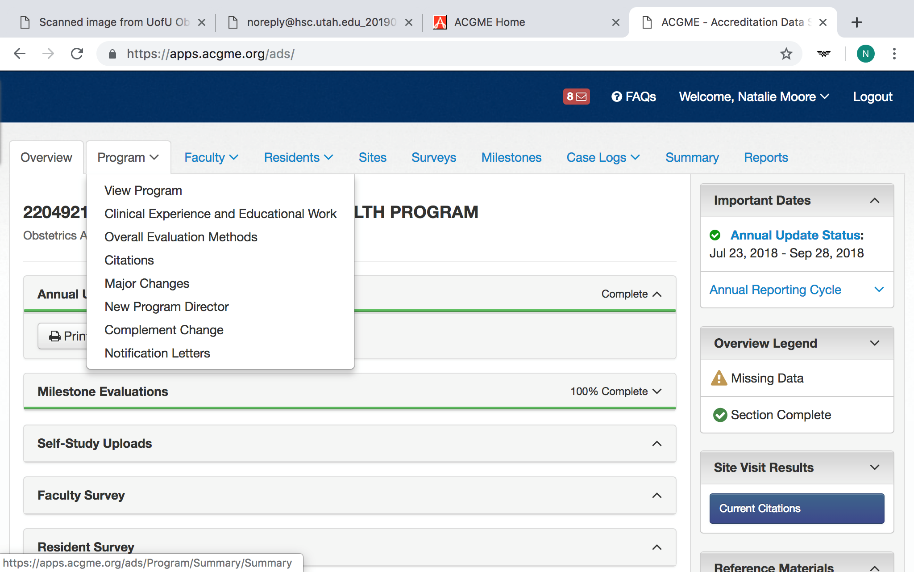 Scanned image from UofU Ob
noreply@hsc.utah.edu_20190
ACGME Home
ACGME - Accreditation Data S
https://apps.acgme.org/ads/
N
8
FAQs
Welcome, Natalie Moore
Logout
Overview
Program
Faculty
Residents
Sites
Surveys
Milestones
Case Logs
Summary
Reports
View Program
Clinical Experience and Educational Work
Overall Evaluation Methods
Citations
Major Changes
New Program Director
Complement Change
Notification Letters
2204921
LTH PROGRAM
Obstetrics A
Annual U
Complete
Print
Milestone Evaluations
100% Complete
Self-Study Uploads
Faculty Survey
Resident Survey
Important Dates
Annual Update Status:
Jul 23, 2018 - Sep 28, 2018
Annual Reporting Cycle
Overview Legend
Missing Data
Section Complete
Site Visit Results
Current Citations
Reference Materials
https://apps.acgme.org/ads/Program/Summary/Summary